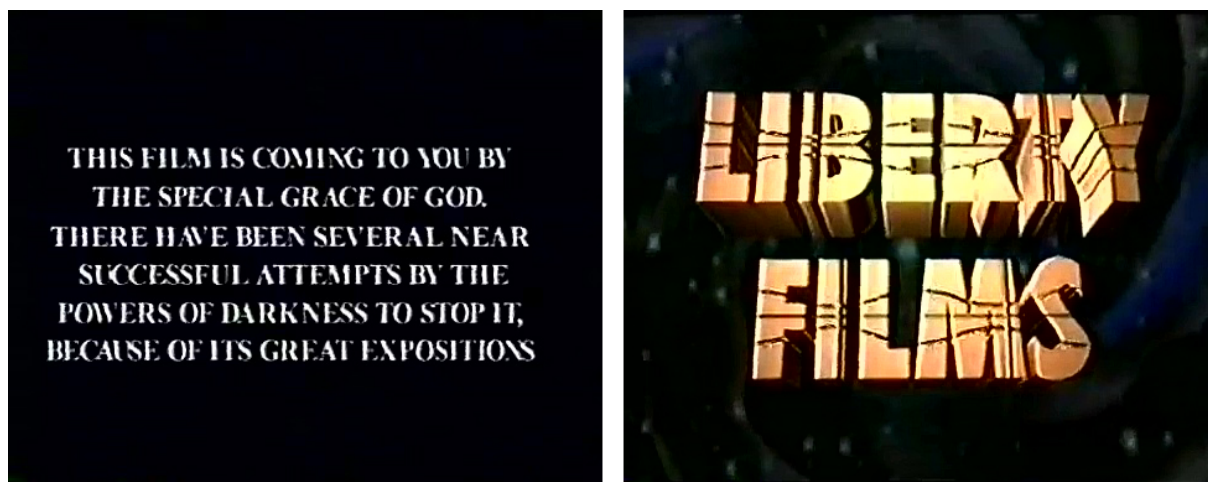 THIS FILM IS COMING TO YOU BY
THE SPECIAL GRACE OF GOD.
THERE HAVE BEEN SEVERAL NEAR
SUCCESSFUL ATTEMPTS BY THE
POWERS OF DARKNESS TO STOP IT,
BECAUSE OF ITS GREAT EXPOSITIONS
LIBERTY
FILMS